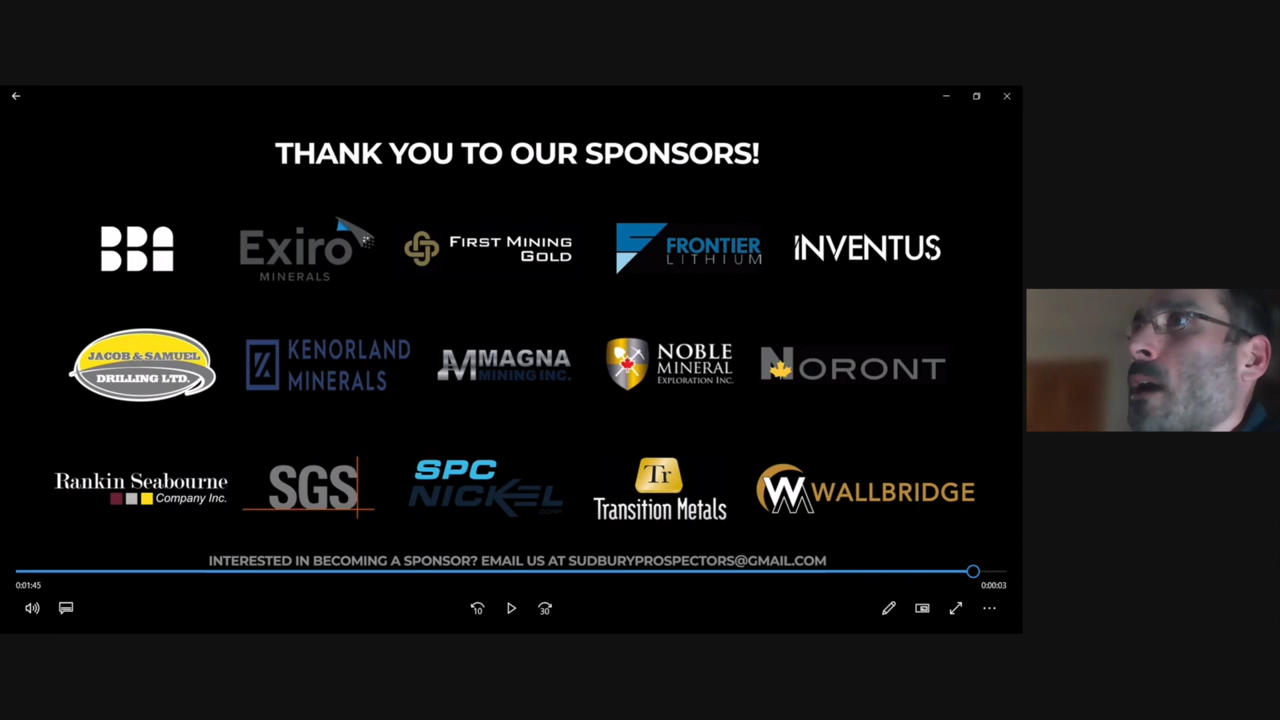 THANK YOU TO OUR SPONSORS!
BBA
Exiro
MINERALS
FIRST MINING
GOLD
FRONTIER
LITHIUM
INVENTUS
JACOB & SAMUEL
DRILLING LTD.
KENORLAND
MINERALS
MAGNA
MINING INC.
NOBLE
MINERAL
EXPLORATION INC.
NORONT
Rankin Seabourne
Company Inc.
SGS
SPC
NICKEL
CORP
Tr
Transition Metals
WALLBRIDGE
INTERESTED IN BECOMING A SPONSOR? EMAIL US AT SUDBURYPROSPECTORS@GMAIL.COM
0:01:45
0:00:03
10
30